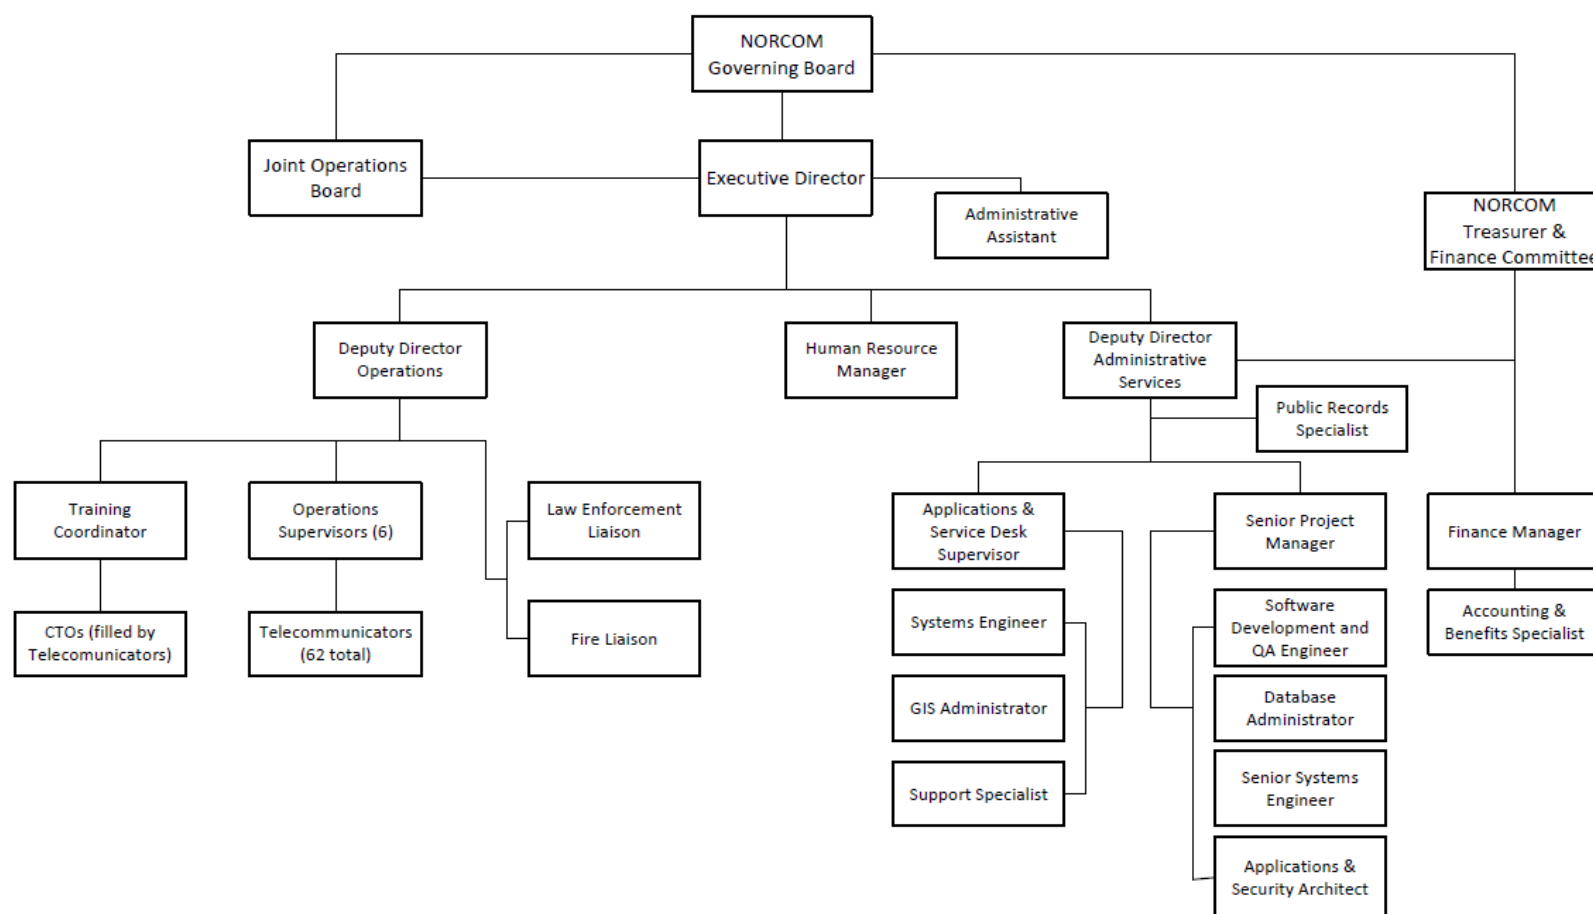 NORCOM
Governing Board
Joint Operations
Board
Executive Director
Administrative
Assistant
NORCOM
Treasurer &
Finance Committee
Deputy Director
Operations
Human Resource
Manager
Deputy Director
Administrative
Services
Public Records
Specialist
Training
Coordinator
Operations
Supervisors (6)
Law Enforcement
Liaison
Applications &
Service Desk
Supervisor
Senior Project
Manager
Finance Manager
CTOs (filled by
Telecomunicators)
Telecommunicators
(62 total)
Fire Liaison
Systems Engineer
Software
Development and
QA Engineer
Accounting &
Benefits Specialist
GIS Administrator
Database
Administrator
Support Specialist
Senior Systems
Engineer
Applications &
Security Architect